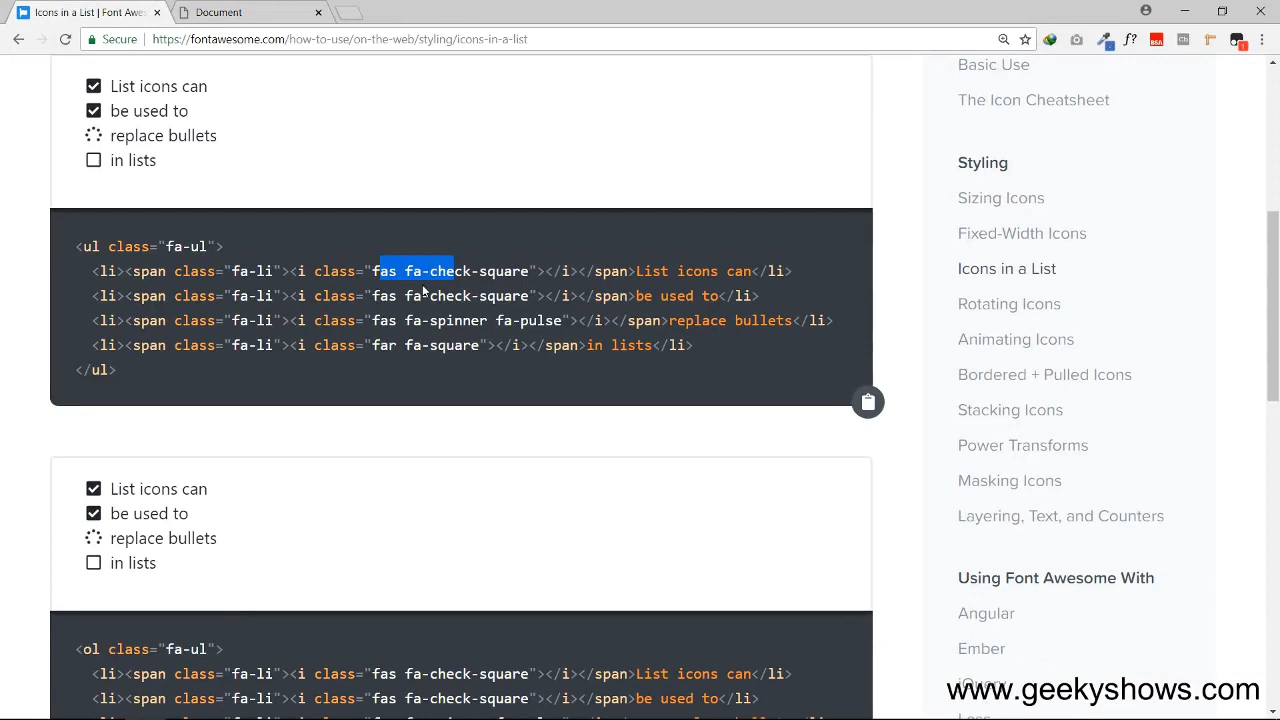 Icons in a List | Font Awes
Document
Secure
https://fontawesome.com/how-to-use/on-the-web/styling/icons-in-a-list
List icons can
be used to
replace bullets
in lists
<ul class="fa-ul">
<li><span class="fa-li"><i class="fas fa-check-square"></i></span>List icons can</li>
<li><span class="fa-li"><i class="fas fa-check-square"></i></span>be used to</li>
<li><span class="fa-li"><i class="fas fa-spinner fa-pulse"></i></span>replace bullets</li>
<li><span class="fa-li"><i class="far fa-square"></i></span>in lists</li>
</ul>
List icons can
be used to
replace bullets
in lists
<ol class="fa-ul">
<li><span class="fa-li"><i class="fas fa-check-square"></i></span>List icons can</li>
<li><span class="fa-li"><i class="fas fa-check-square"></i></span>be used to</li>
Basic Use
The Icon Cheatsheet
Styling
Sizing Icons
Fixed-Width Icons
Icons in a List
Rotating Icons
Animating Icons
Bordered + Pulled Icons
Stacking Icons
Power Transforms
Masking Icons
Layering, Text, and Counters
Using Font Awesome With
Angular
Ember
www.geekyshows.com